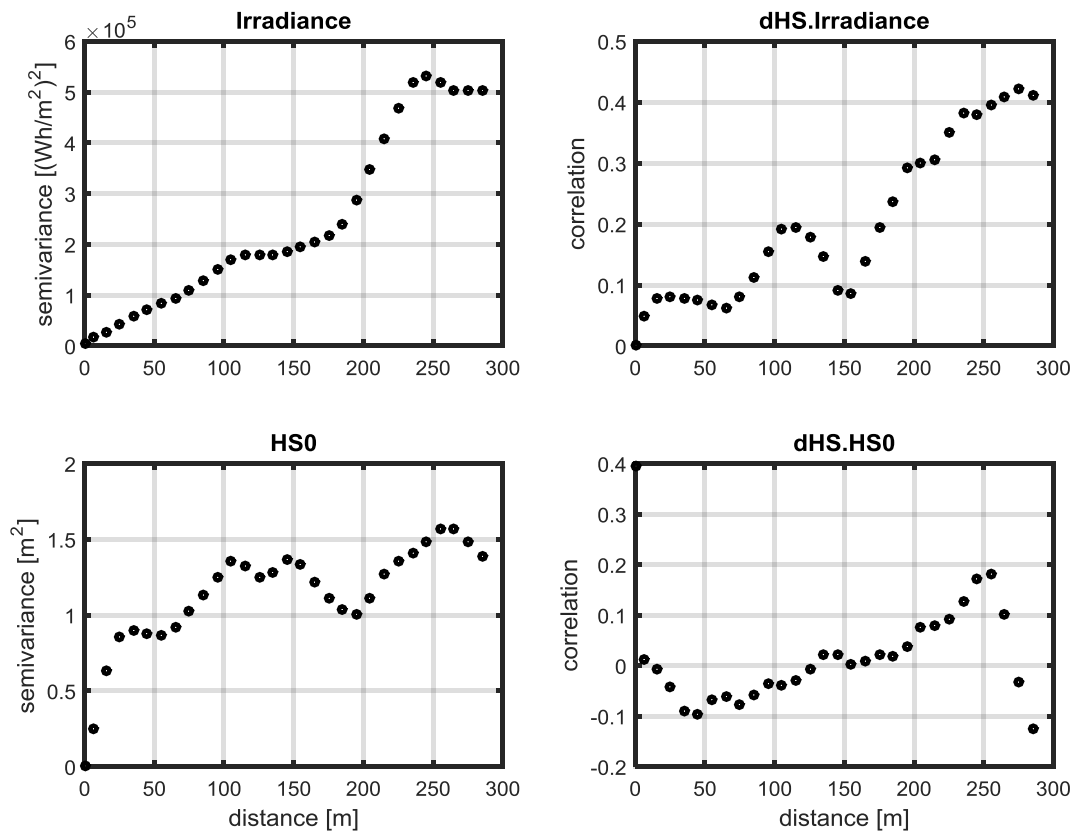 Irradiance
×10⁵
semivariance [(Wh/m²)²]
6
5
4
3
2
1
0
0 50 100 150 200 250 300
dHS.Irradiance
correlation
0.5
0.4
0.3
0.2
0.1
0
0 50 100 150 200 250 300
HS0
semivariance [m²]
2
1.5
1
0.5
0
0 50 100 150 200 250 300
distance [m]
dHS.HS0
correlation
0.4
0.3
0.2
0.1
0
-0.1
-0.2
0 50 100 150 200 250 300
distance [m]